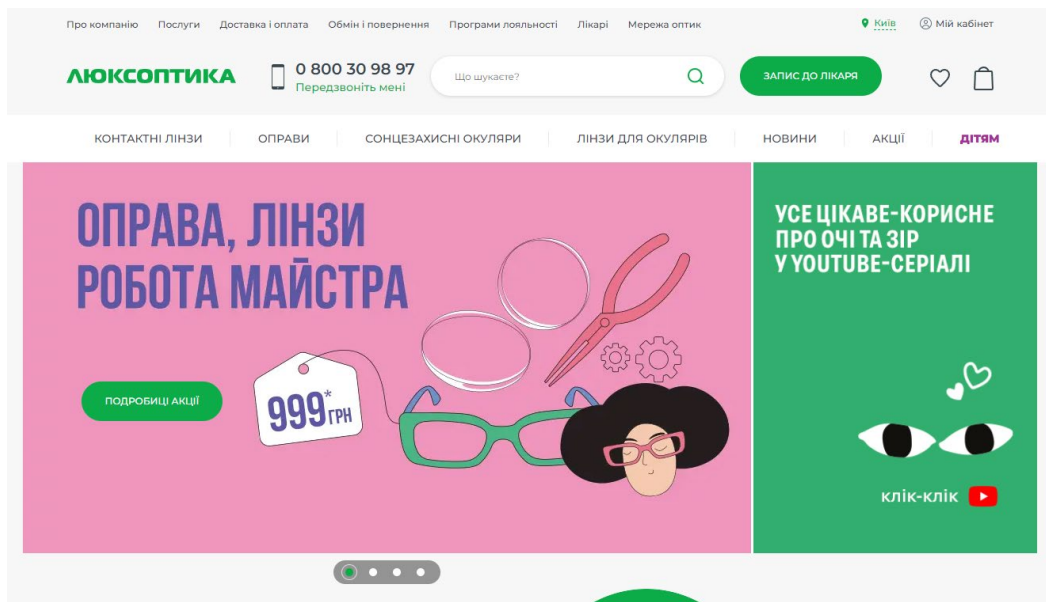 Про компанію Послуги Доставка і оплата Обмін і повернення Програми лояльності Лікарі Мережа оптик Київ Мій кабінет
ЛЮКСОПТИКА
0 800 30 98 97
Передзвоніть мені
Що шукаєте?
ЗАПИС ДО ЛІКАРЯ
КОНТАКТНІ ЛІНЗИ ОПРАВИ СОНЦЕЗАХИСНІ ОКУЛЯРИ ЛІНЗИ ДЛЯ ОКУЛЯРІВ НОВИНИ АКЦІЇ ДІТЯМ
ОПРАВА, ЛІНЗИ
РОБОТА МАЙСТРА
ПОДРОБИЦІ АКЦІЇ
999*ГРН
УСЕ ЦІКАВЕ-КОРИСНЕ
ПРО ОЧІ ТА ЗІР
У YOUTUBE-СЕРІАЛІ
клік-клік